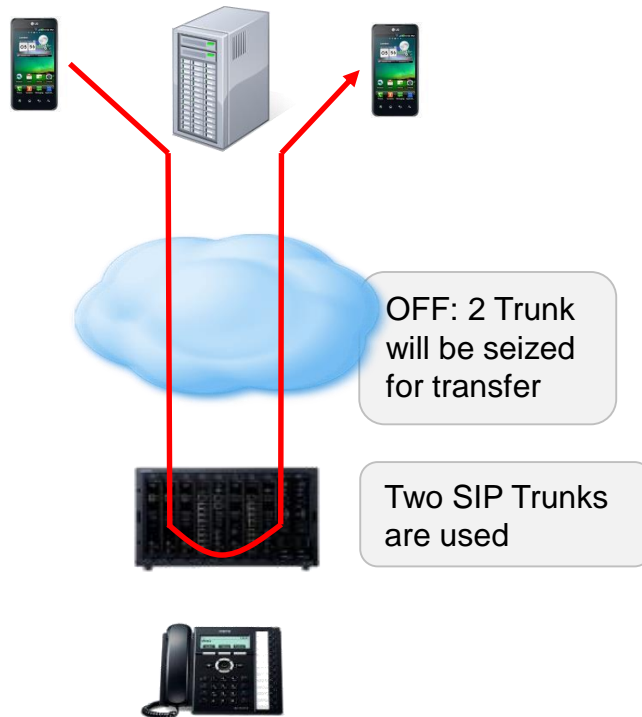 OFF: 2 Trunk
will be seized
for transfer
Two SIP Trunks
are used